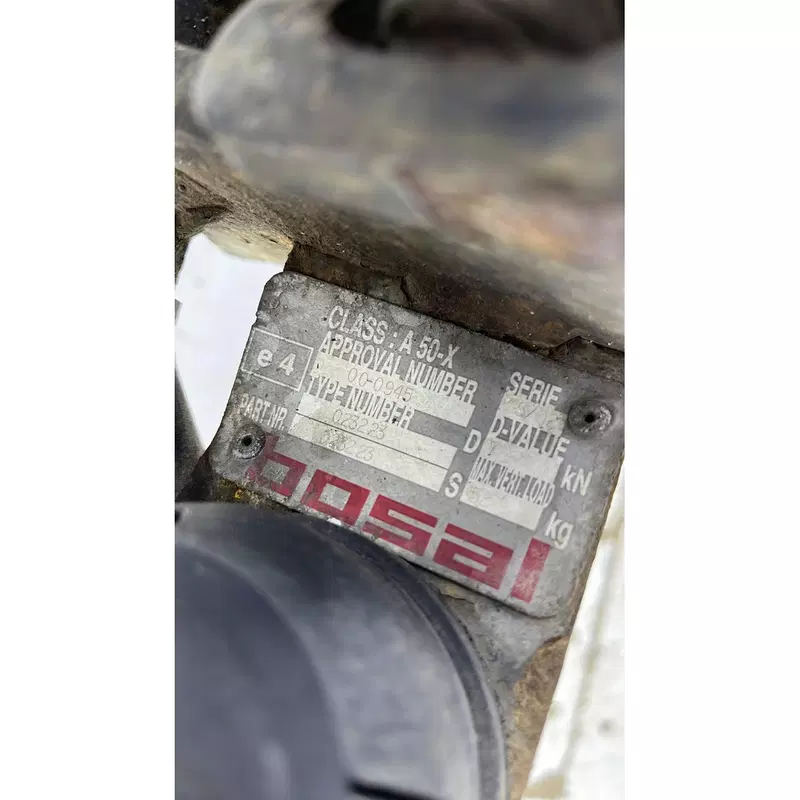 CLASS : A 50-X
e4
APPROVAL NUMBER
00-0945
SERIE
TYPE NUMBER
023223
D
D-VALUE
kN
PART.NR.
S
MAX. VERT. LOAD
kg
bosal